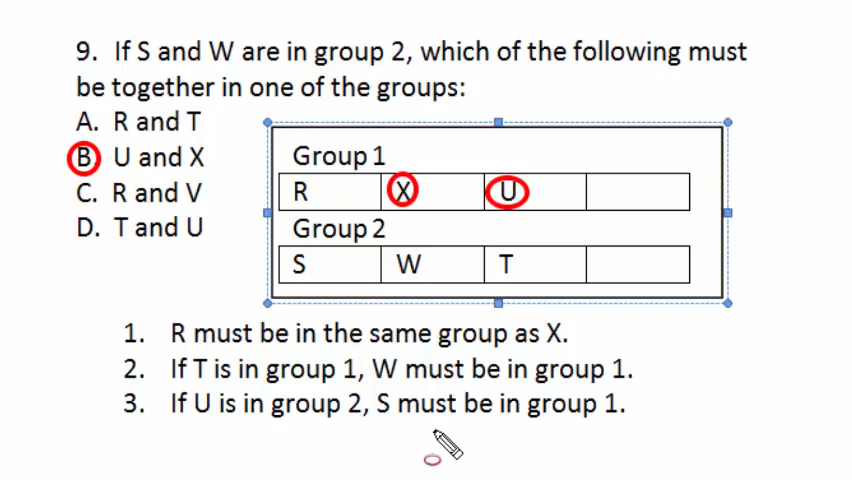 9. If S and W are in group 2, which of the following must
be together in one of the groups:
A. R and T
B. U and X
C. R and V
D. T and U
Group 1
R X U
Group 2
S W T
1. R must be in the same group as X.
2. If T is in group 1, W must be in group 1.
3. If U is in group 2, S must be in group 1.